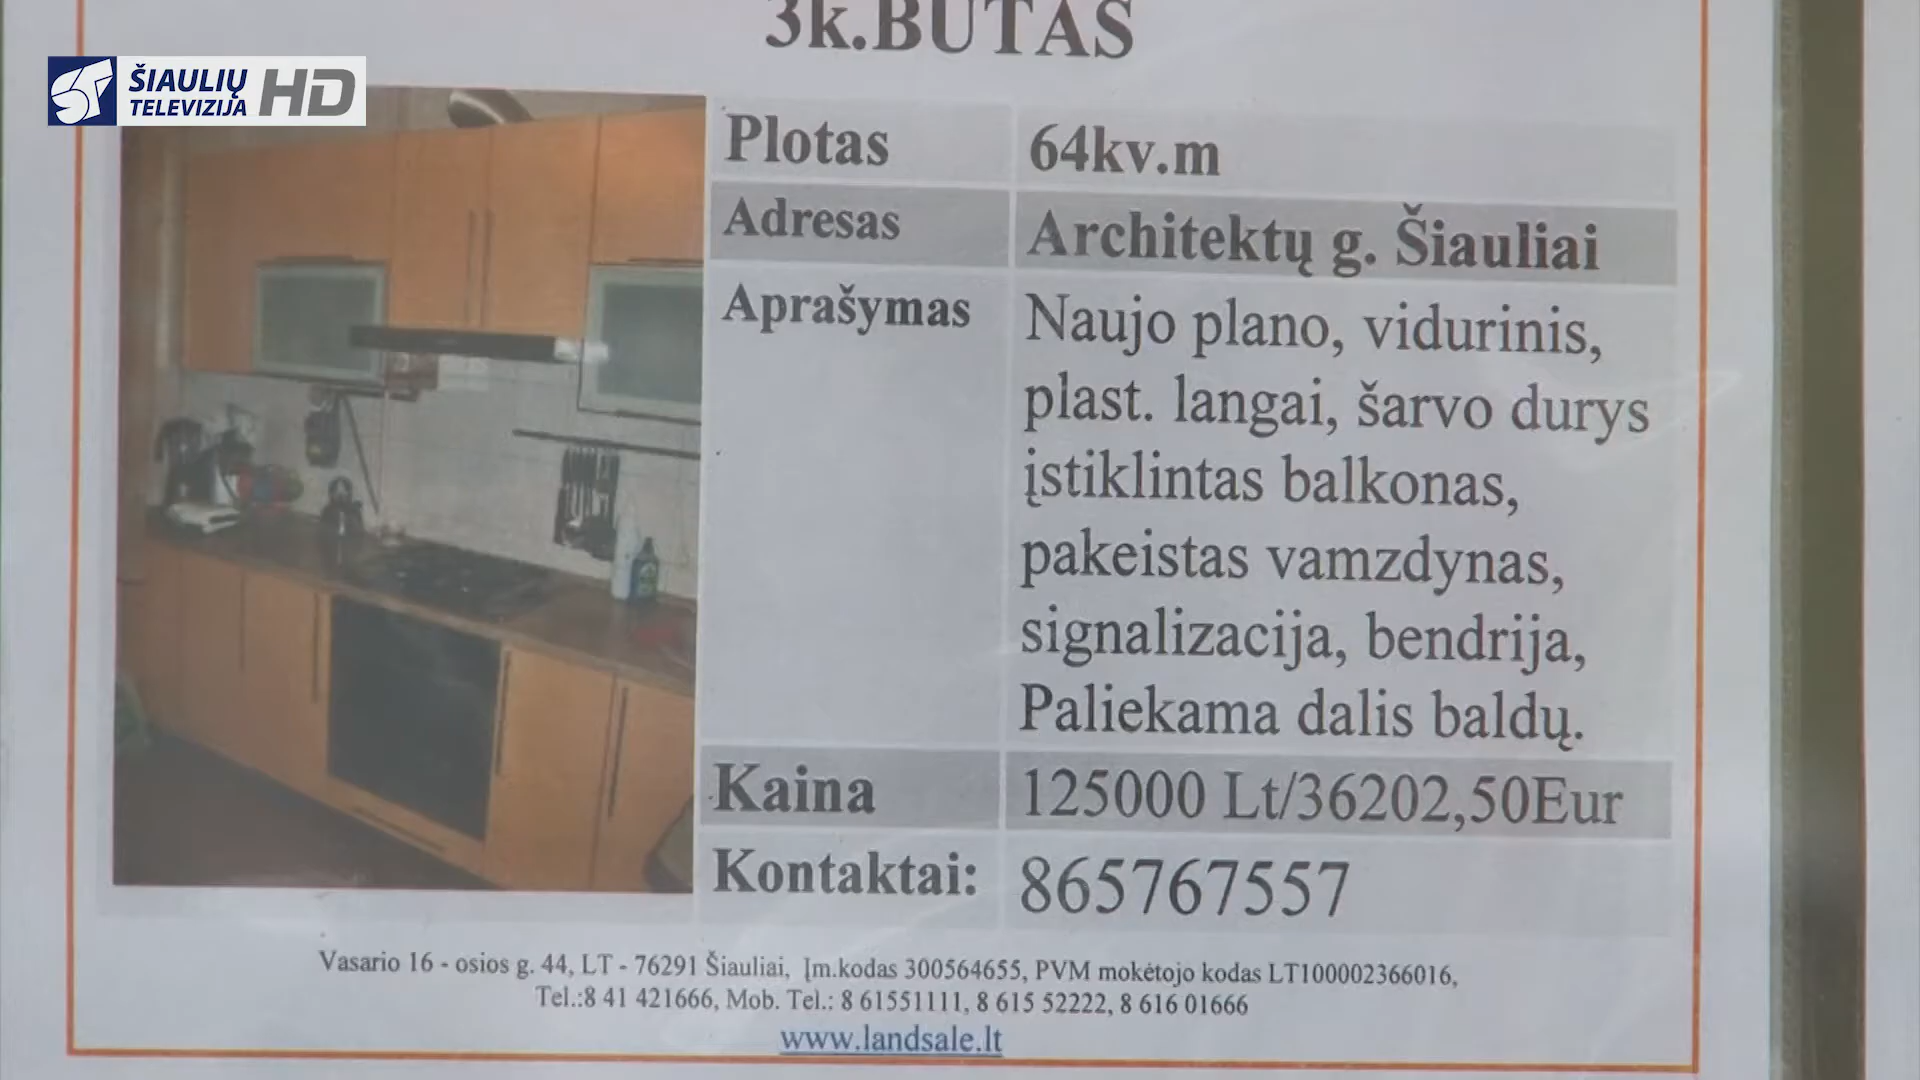 3k.BUTAS
ŠIAULIŲ
TELEVIZIJA HD
Plotas 64kv.m
Adresas Architektų g. Šiauliai
Aprašymas Naujo plano, vidurinis,
plast. langai, šarvo durys
įstiklintas balkonas,
pakeistas vamzdynas,
signalizacija, bendrija,
Paliekama dalis baldų.
Kaina 125000 Lt/36202,50Eur
Kontaktai: 865767557
Vasario 16 - osios g. 44, LT - 76291 Šiauliai, Įm.kodas 300564655, PVM mokėtojo kodas LT100002366016,
Tel.:8 41 421666, Mob. Tel.: 8 61551111, 8 615 52222, 8 616 01666
www.landsale.lt